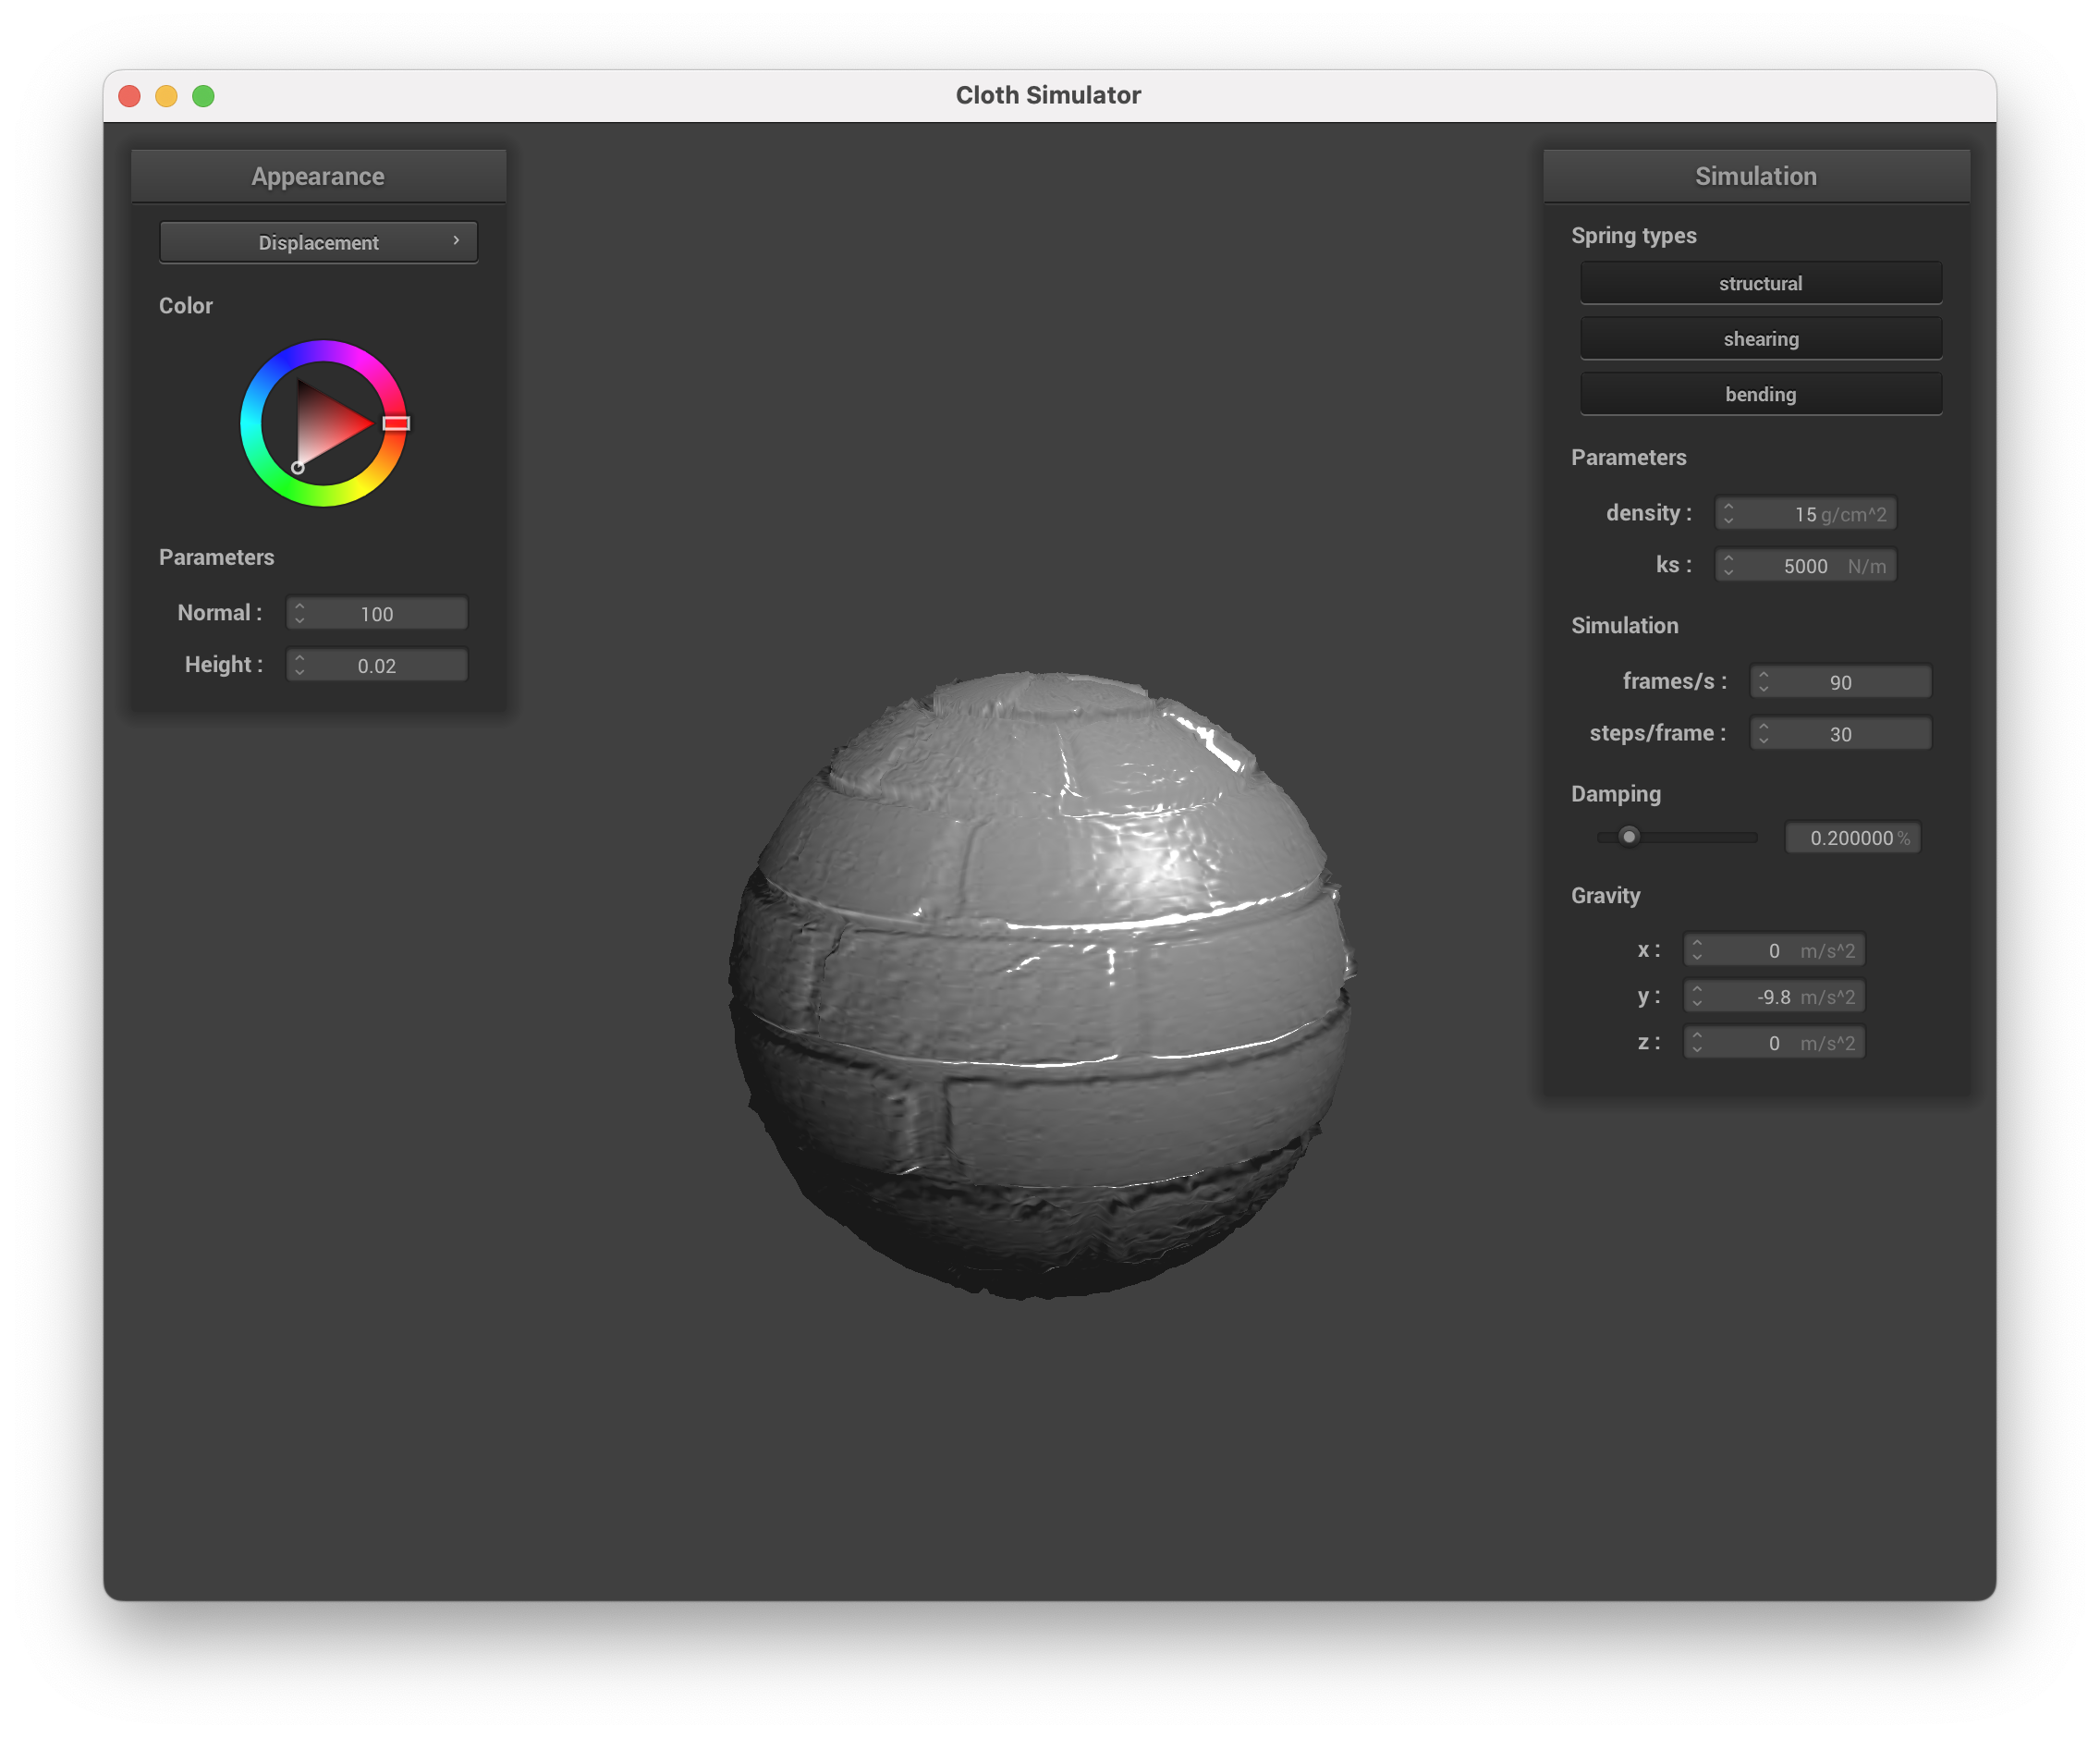 Cloth Simulator
Appearance
Displacement
Color
Parameters
Normal : 100
Height : 0.02
Simulation
Spring types
structural
shearing
bending
Parameters
density : 15 g/cm^2
ks : 5000 N/m
Simulation
frames/s : 90
steps/frame : 30
Damping
0.200000 %
Gravity
x : 0 m/s^2
y : -9.8 m/s^2
z : 0 m/s^2